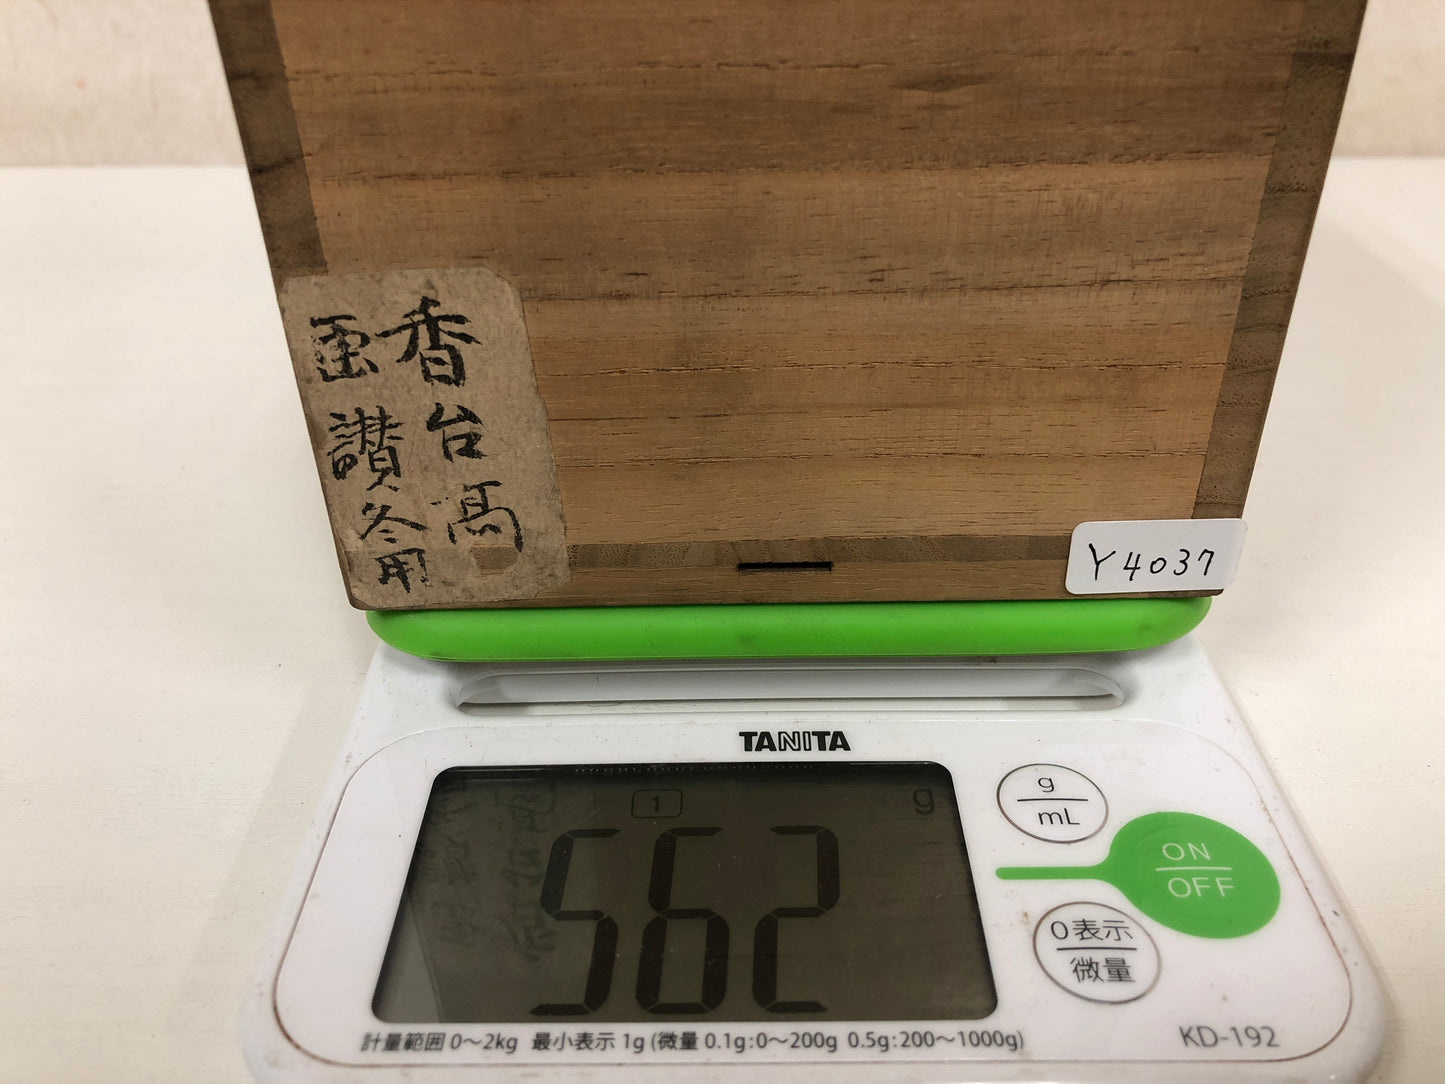 香台高
画讃冬用
Y4037
TANITA
1
g
562
g
mL
ON
OFF
0表示
微量
計量範囲 0～2kg 最小表示 1g (微量 0.1g:0～200g 0.5g:200～1000g)
KD-192